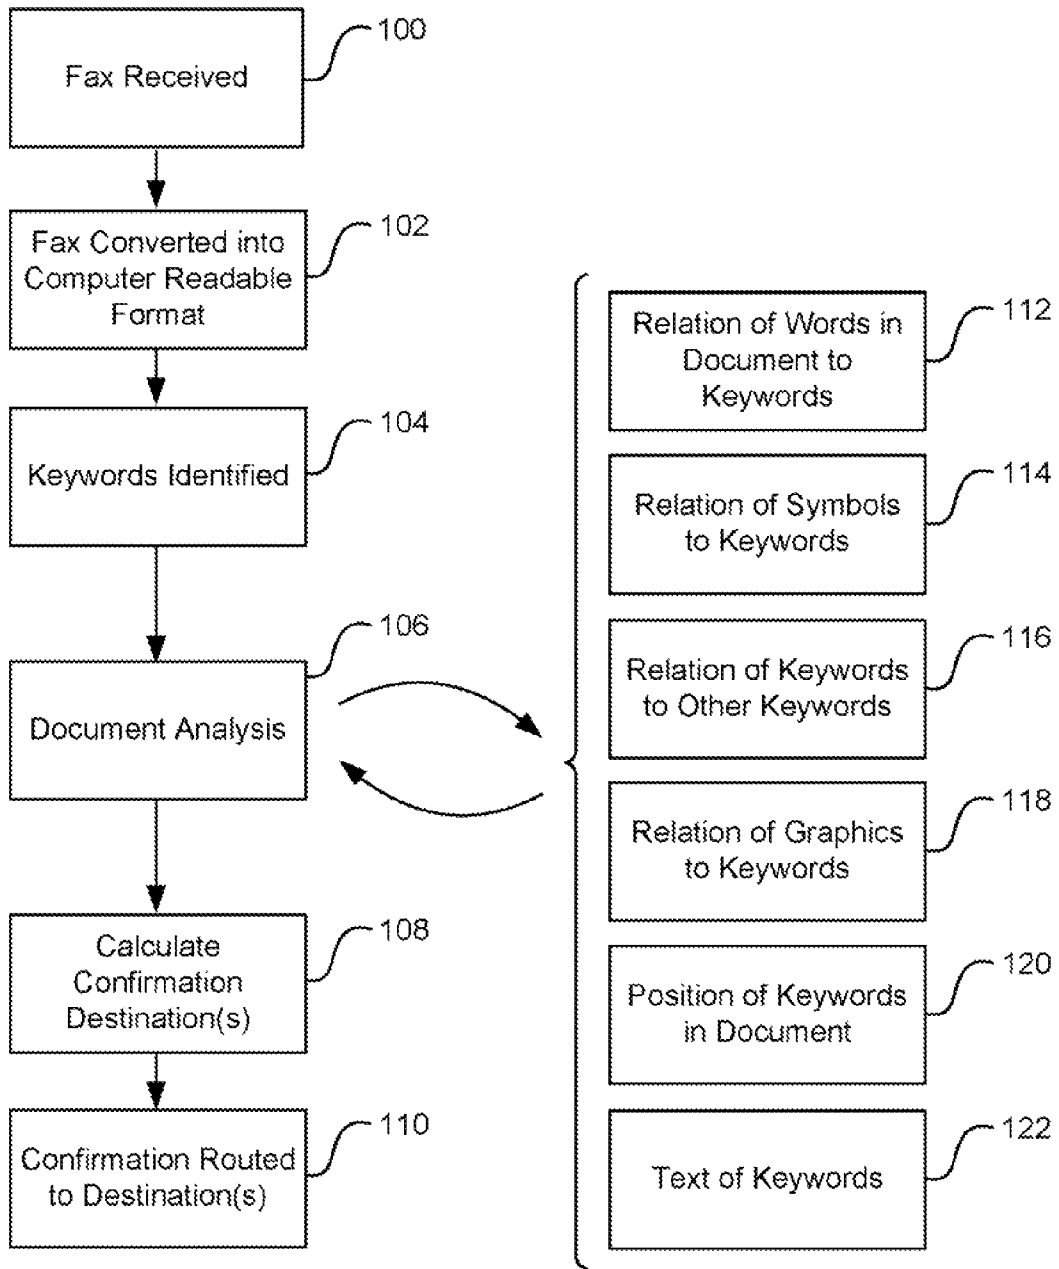 100
Fax Received
102
Fax Converted into
Computer Readable
Format
104
Keywords Identified
106
Document Analysis
108
Calculate
Confirmation
Destination(s)
110
Confirmation Routed
to Destination(s)
112
Relation of Words in
Document to
Keywords
114
Relation of Symbols
to Keywords
116
Relation of Keywords
to Other Keywords
118
Relation of Graphics
to Keywords
120
Position of Keywords
in Document
122
Text of Keywords